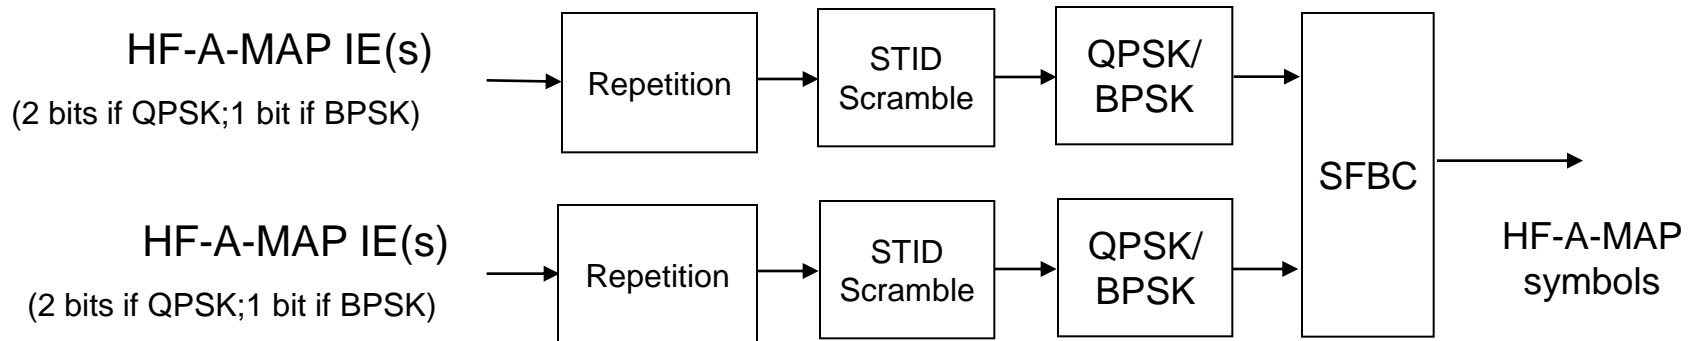 HF-A-MAP IE(s)
(2 bits if QPSK;1 bit if BPSK)
Repetition
STID
Scramble
QPSK/
BPSK
HF-A-MAP IE(s)
(2 bits if QPSK;1 bit if BPSK)
Repetition
STID
Scramble
QPSK/
BPSK
SFBC
HF-A-MAP
symbols